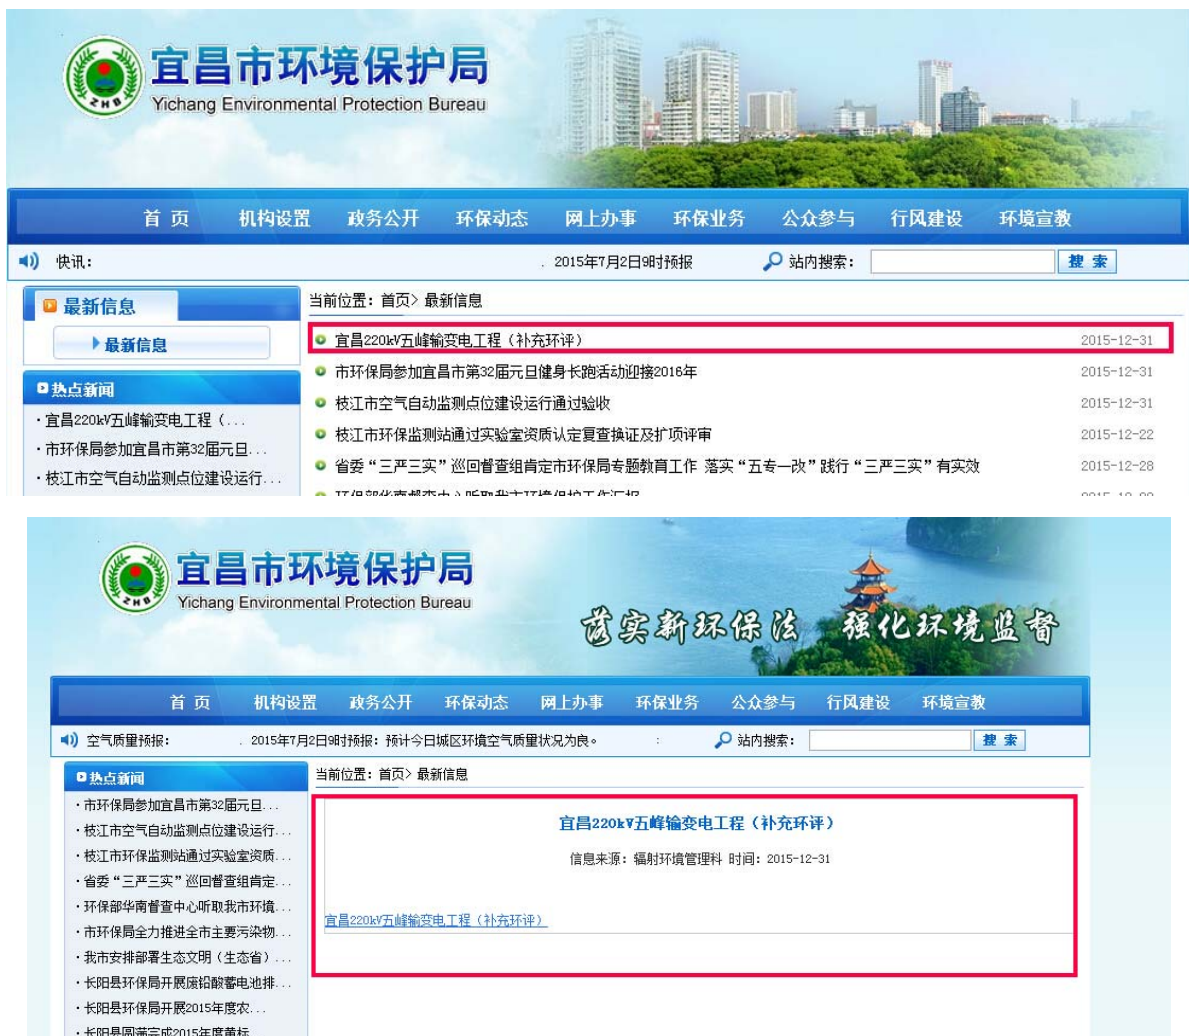 宜昌市环境保护局
Yichang Environmental Protection Bureau
ZHB
首 页 机构设置 政务公开 环保动态 网上办事 环保业务 公众参与 行风建设 环境宣教
快讯： . 2015年7月2日9时预报 站内搜索： 搜 索
最新信息
最新信息
热点新闻
·宜昌220kV五峰输变电工程（...
·市环保局参加宜昌市第32届元旦...
·枝江市空气自动监测点位建设运行...
当前位置：首页> 最新信息
宜昌220kV五峰输变电工程（补充环评） 2015-12-31
市环保局参加宜昌市第32届元旦健身长跑活动迎接2016年 2015-12-31
枝江市空气自动监测点位建设运行通过验收 2015-12-31
枝江市环保监测站通过实验室资质认定复查换证及扩项评审 2015-12-22
省委“三严三实”巡回督查组肯定市环保局专题教育工作 落实“五专一改”践行“三严三实”有实效 2015-12-28
宜昌市环境保护局
Yichang Environmental Protection Bureau
ZHB
落实新环保法 强化环境监督
首 页 机构设置 政务公开 环保动态 网上办事 环保业务 公众参与 行风建设 环境宣教
空气质量预报： . 2015年7月2日9时预报：预计今日城区环境空气质量状况为良。 : 站内搜索： 搜 索
热点新闻
·市环保局参加宜昌市第32届元旦...
·枝江市空气自动监测点位建设运行...
·枝江市环保监测站通过实验室资质...
·省委“三严三实”巡回督查组肯定...
·环保部华南督查中心听取我市环境...
·市环保局全力推进全市主要污染物...
·我市安排部署生态文明（生态省）...
·长阳县环保局开展废铅酸蓄电池排...
·长阳县环保局开展2015年度农...
·长阳县圆满完成2015年度黄标...
当前位置：首页> 最新信息
宜昌220kV五峰输变电工程（补充环评）
信息来源：辐射环境管理科 时间：2015-12-31
宜昌220kV五峰输变电工程（补充环评）